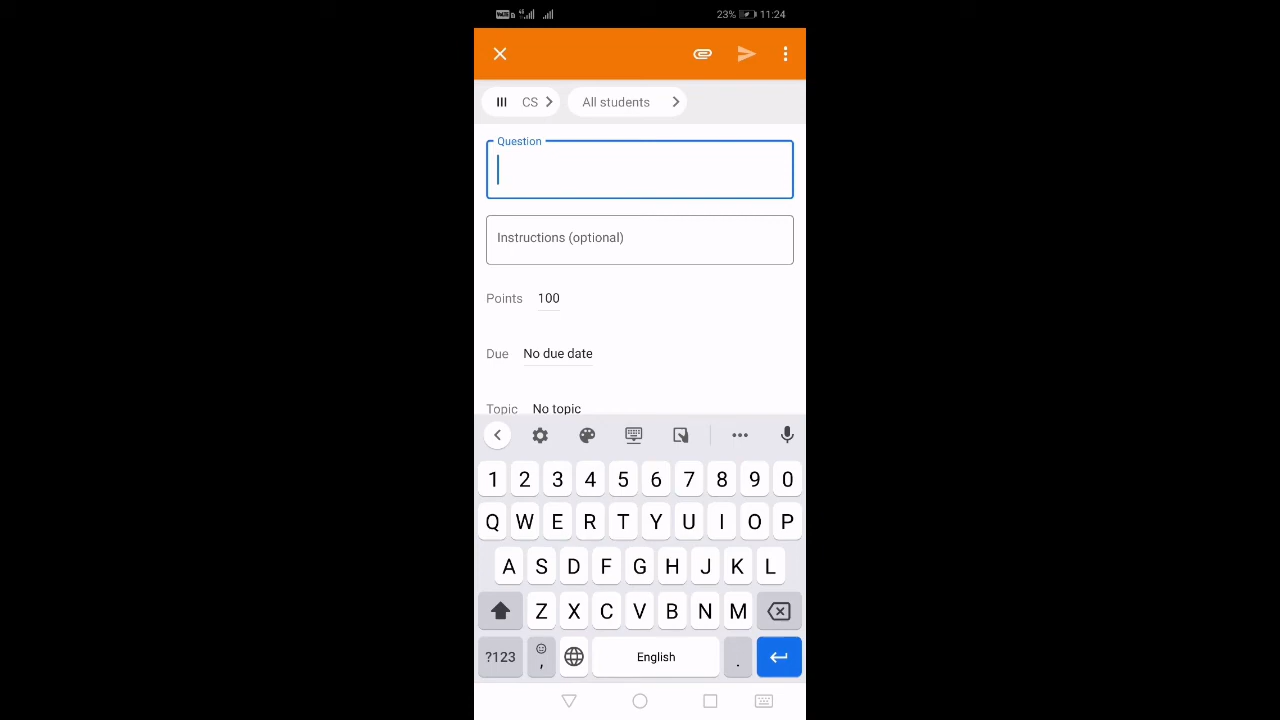 23% 11:24
III CS All students
Question
Instructions (optional)
Points 100
Due No due date
Topic No topic
1 2 3 4 5 6 7 8 9 0
Q W E R T Y U I O P
A S D F G H J K L
Z X C V B N M
?123 , English .